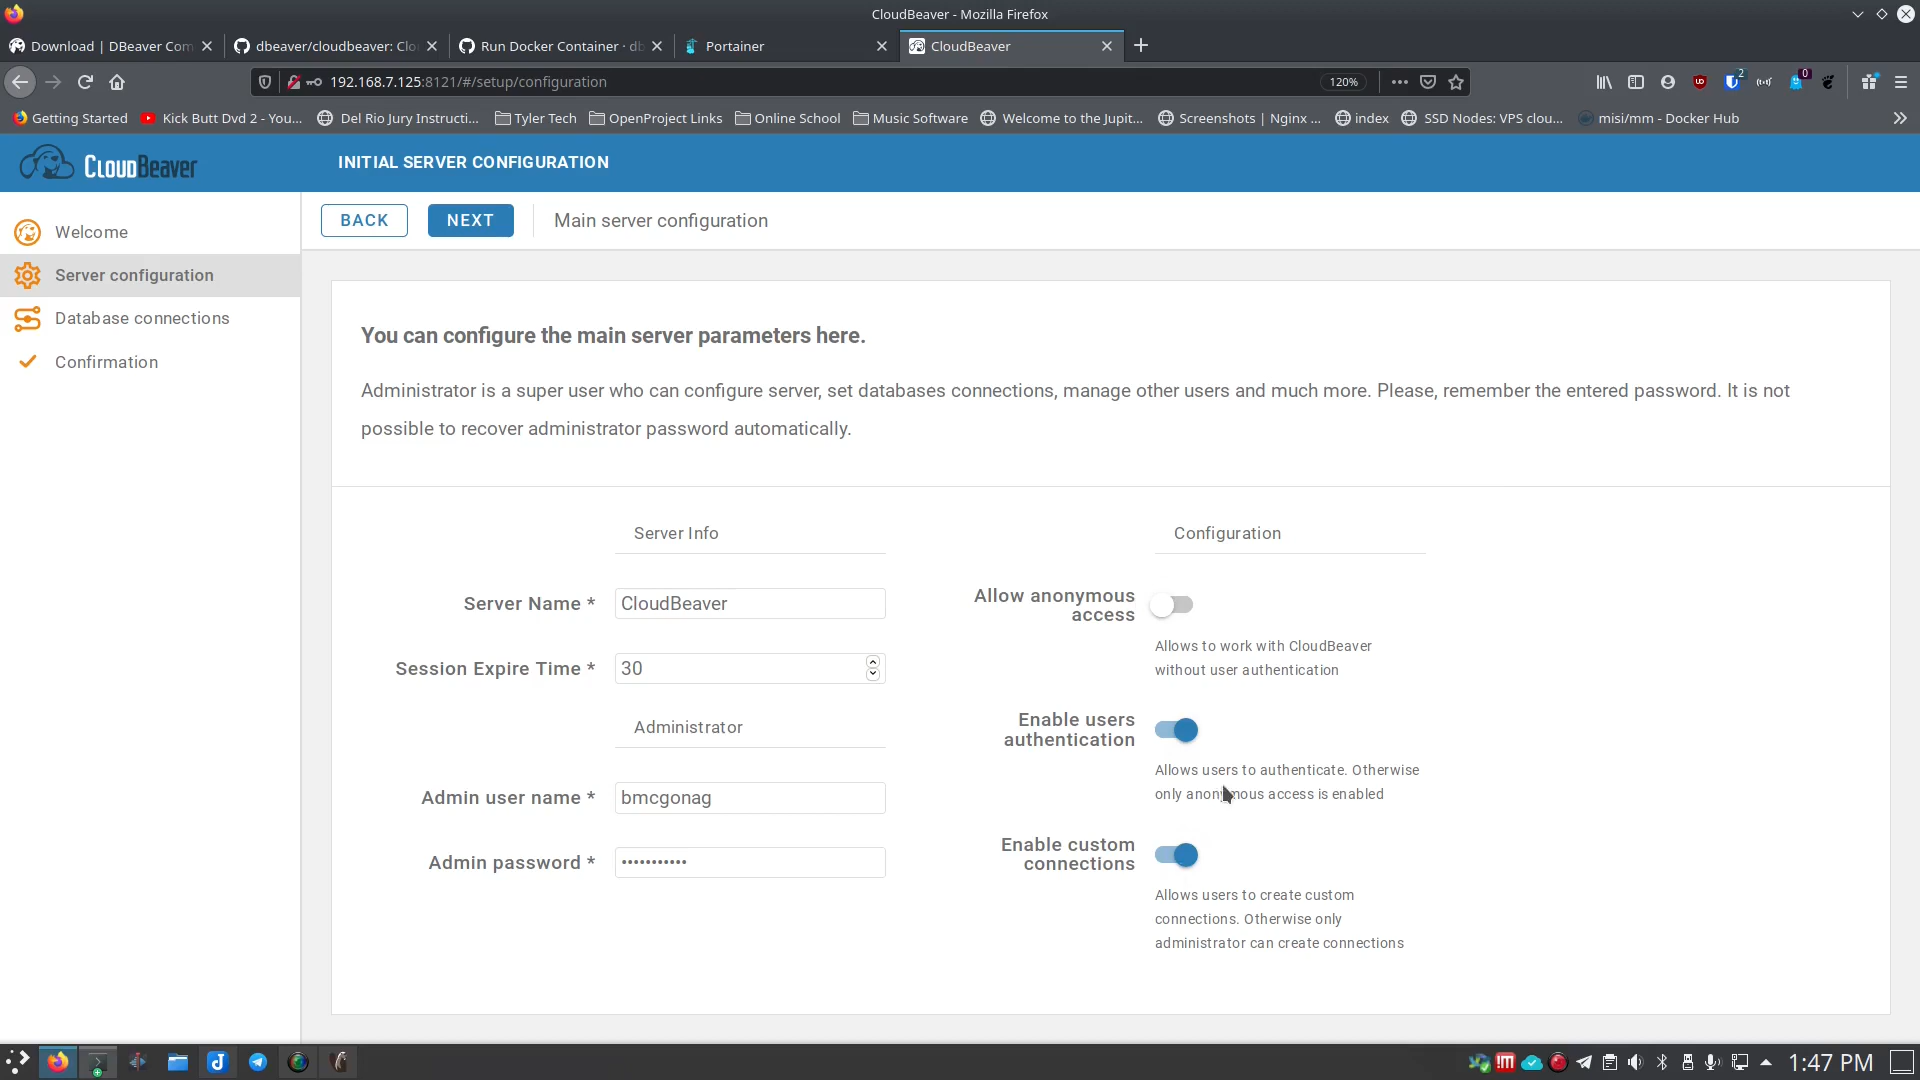 CloudBeaver - Mozilla Firefox
Download | DBeaver Com
dbeaver/cloudbeaver: Clo
Run Docker Container · db
Portainer
CloudBeaver
192.168.7.125:8121/#/setup/configuration
120%
2
0
Getting Started
Kick Butt Dvd 2 - You...
Del Rio Jury Instructi...
Tyler Tech
OpenProject Links
Online School
Music Software
Welcome to the Jupit...
Screenshots | Nginx ...
index
SSD Nodes: VPS clou...
misi/mm - Docker Hub
CLOUDBEAVER
INITIAL SERVER CONFIGURATION
BACK
NEXT
Main server configuration
Welcome
Server configuration
Database connections
Confirmation
You can configure the main server parameters here.
Administrator is a super user who can configure server, set databases connections, manage other users and much more. Please, remember the entered password. It is not
possible to recover administrator password automatically.
Server Info
Server Name *
CloudBeaver
Session Expire Time *
30
Administrator
Admin user name *
bmcgonag
Admin password *
•••••••••••
Configuration
Allow anonymous
access
Allows to work with CloudBeaver
without user authentication
Enable users
authentication
Allows users to authenticate. Otherwise
only anonymous access is enabled
Enable custom
connections
Allows users to create custom
connections. Otherwise only
administrator can create connections
1:47 PM